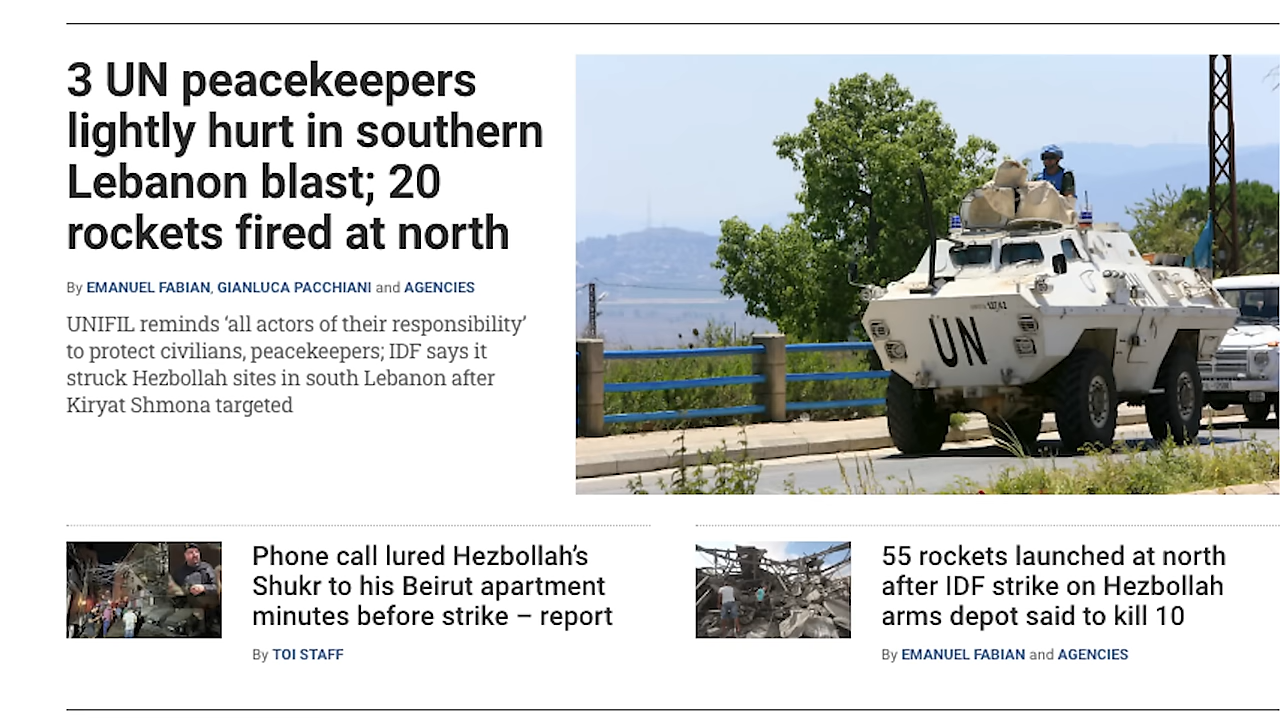 3 UN peacekeepers
lightly hurt in southern
Lebanon blast; 20
rockets fired at north
By EMANUEL FABIAN, GIANLUCA PACCHIANI and AGENCIES
UNIFIL reminds ‘all actors of their responsibility’
to protect civilians, peacekeepers; IDF says it
struck Hezbollah sites in south Lebanon after
Kiryat Shmona targeted
UN
UN
Phone call lured Hezbollah’s
Shukr to his Beirut apartment
minutes before strike – report
By TOI STAFF
55 rockets launched at north
after IDF strike on Hezbollah
arms depot said to kill 10
By EMANUEL FABIAN and AGENCIES